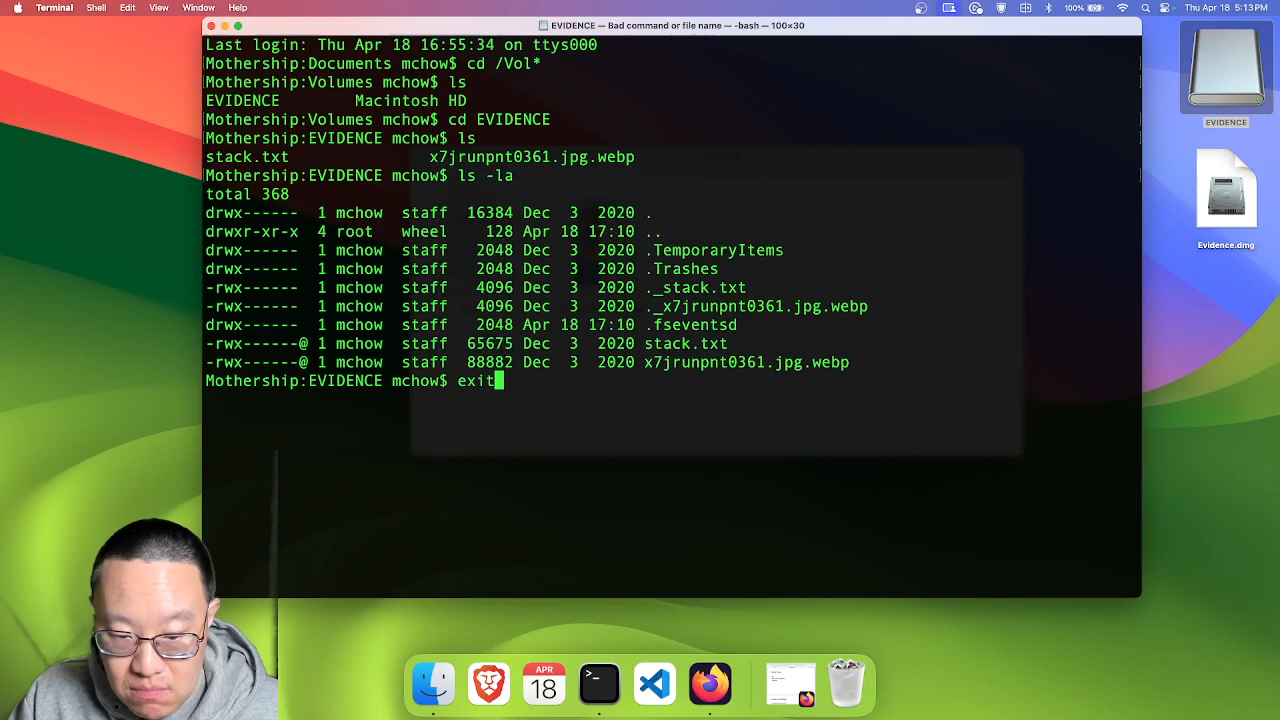 Terminal Shell Edit View Window Help 100% Thu Apr 18 5:13 PM
EVIDENCE — Bad command or file name — -bash — 100×30
Last login: Thu Apr 18 16:55:34 on ttys000
Mothership:Documents mchow$ cd /Vol*
Mothership:Volumes mchow$ ls
EVIDENCE Macintosh HD
Mothership:Volumes mchow$ cd EVIDENCE
Mothership:EVIDENCE mchow$ ls
stack.txt x7jrunpnt0361.jpg.webp
Mothership:EVIDENCE mchow$ ls -la
total 368
drwx------ 1 mchow staff 16384 Dec 3 2020 .
drwxr-xr-x 4 root wheel 128 Apr 18 17:10 ..
drwx------ 1 mchow staff 2048 Dec 3 2020 .TemporaryItems
drwx------ 1 mchow staff 2048 Dec 3 2020 .Trashes
-rwx------ 1 mchow staff 4096 Dec 3 2020 ._stack.txt
-rwx------ 1 mchow staff 4096 Dec 3 2020 ._x7jrunpnt0361.jpg.webp
drwx------ 1 mchow staff 2048 Apr 18 17:10 .fseventsd
-rwx------@ 1 mchow staff 65675 Dec 3 2020 stack.txt
-rwx------@ 1 mchow staff 88882 Dec 3 2020 x7jrunpnt0361.jpg.webp
Mothership:EVIDENCE mchow$ exit
EVIDENCE
Evidence.dmg
APR
18